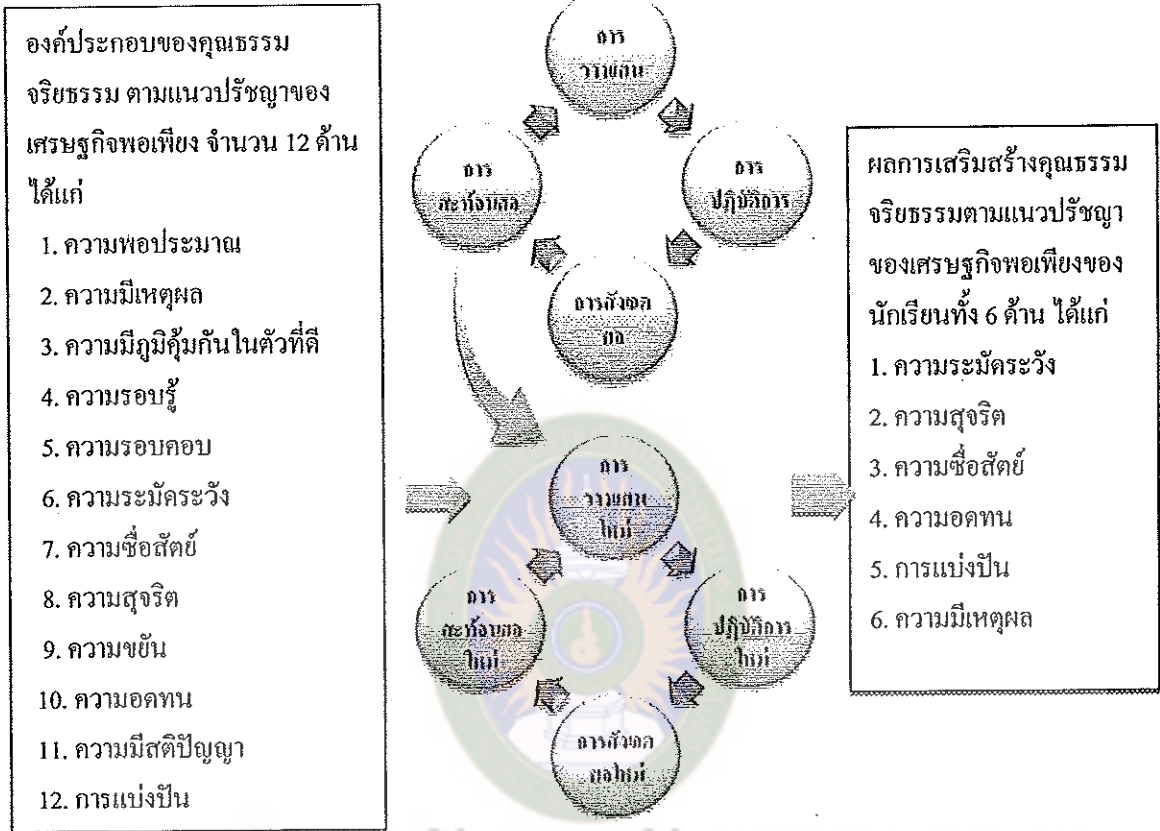 องค์ประกอบของคุณธรรม
จริยธรรม ตามแนวปรัชญาของ
เศรษฐกิจพอเพียง จำนวน 12 ด้าน
ได้แก่
1. ความพอประมาณ
2. ความมีเหตุผล
3. ความมีภูมิคุ้มกันในตัวที่ดี
4. ความรอบรู้
5. ความรอบคอบ
6. ความระมัดระวัง
7. ความซื่อสัตย์
8. ความสุจริต
9. ความขยัน
10. ความอดทน
11. ความมีสติปัญญา
12. การแบ่งปัน
การ
วางแผน
การ
ปฏิบัติการ
การสังเกต
ผล
การ
สะท้อนผล
การ
วางแผน
ใหม่
การ
ปฏิบัติการ
ใหม่
การสังเกต
ผลใหม่
การ
สะท้อนผล
ใหม่
ผลการเสริมสร้างคุณธรรม
จริยธรรมตามแนวปรัชญา
ของเศรษฐกิจพอเพียงของ
นักเรียนทั้ง 6 ด้าน ได้แก่
1. ความระมัดระวัง
2. ความสุจริต
3. ความซื่อสัตย์
4. ความอดทน
5. การแบ่งปัน
6. ความมีเหตุผล